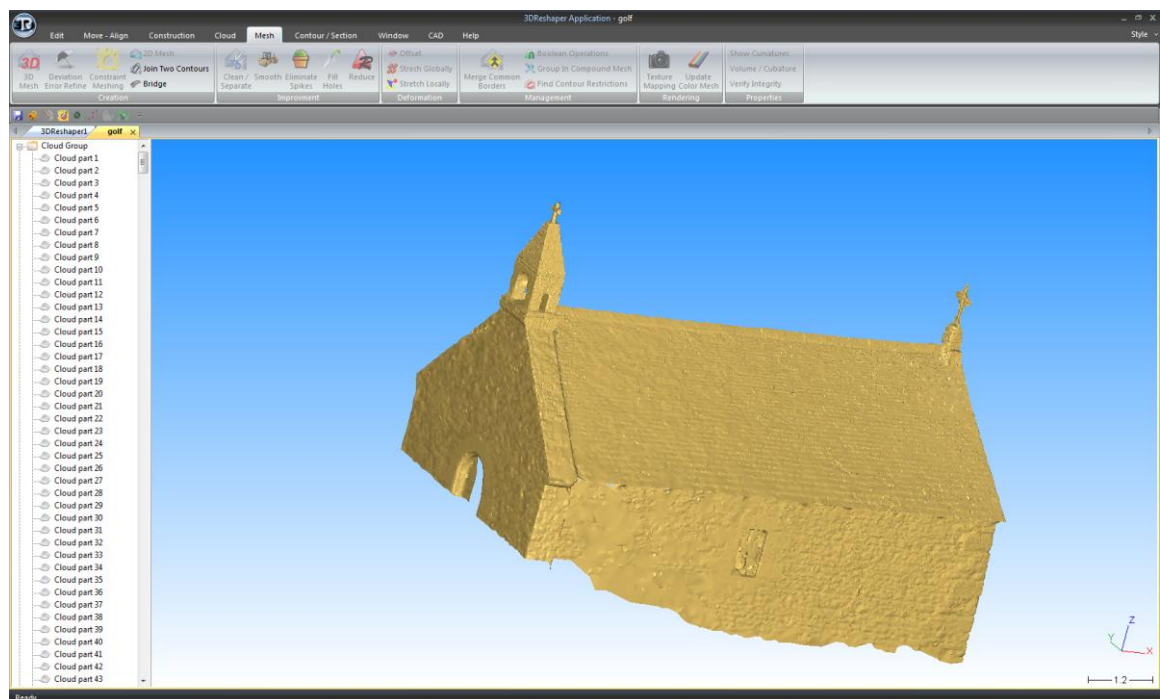 3DReshaper Application - golf
Edit Move - Align Construction Cloud Mesh Contour / Section Window CAD Help Style
3D Mesh
Deviation Error Refine
Constraint Meshing
2D Mesh
Join Two Contours
Bridge
Creation
Clean / Separate
Smooth
Eliminate Spikes
Fill Holes
Reduce
Improvment
Offset
Strech Globally
Stretch Locally
Deformation
Merge Common Borders
Boolean Operations
Group In Compound Mesh
Find Contour Restrictions
Management
Texture Mapping
Update Color Mesh
Rendering
Show Curvatures
Volume / Cubature
Verify Integrity
Properties
3DReshaper1 golf
Cloud Group
Cloud part 1
Cloud part 2
Cloud part 3
Cloud part 4
Cloud part 5
Cloud part 6
Cloud part 7
Cloud part 8
Cloud part 9
Cloud part 10
Cloud part 11
Cloud part 12
Cloud part 13
Cloud part 14
Cloud part 15
Cloud part 16
Cloud part 17
Cloud part 18
Cloud part 19
Cloud part 20
Cloud part 21
Cloud part 22
Cloud part 23
Cloud part 24
Cloud part 25
Cloud part 26
Cloud part 27
Cloud part 28
Cloud part 29
Cloud part 30
Cloud part 31
Cloud part 32
Cloud part 33
Cloud part 34
Cloud part 35
Cloud part 36
Cloud part 37
Cloud part 38
Cloud part 39
Cloud part 40
Cloud part 41
Cloud part 42
Cloud part 43
Z
Y
X
1.2
Ready